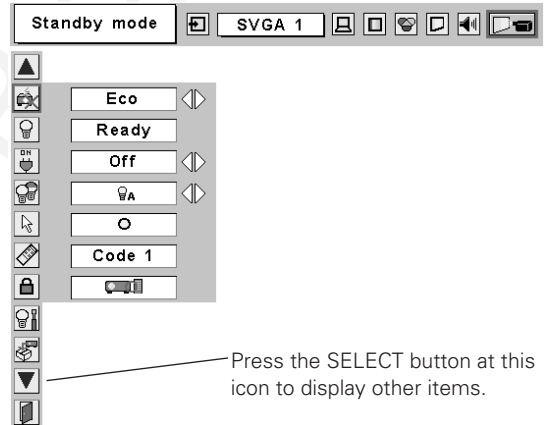 Standby mode
SVGA 1
Eco
Ready
ON
Off
A
Code 1
Press the SELECT button at this
icon to display other items.